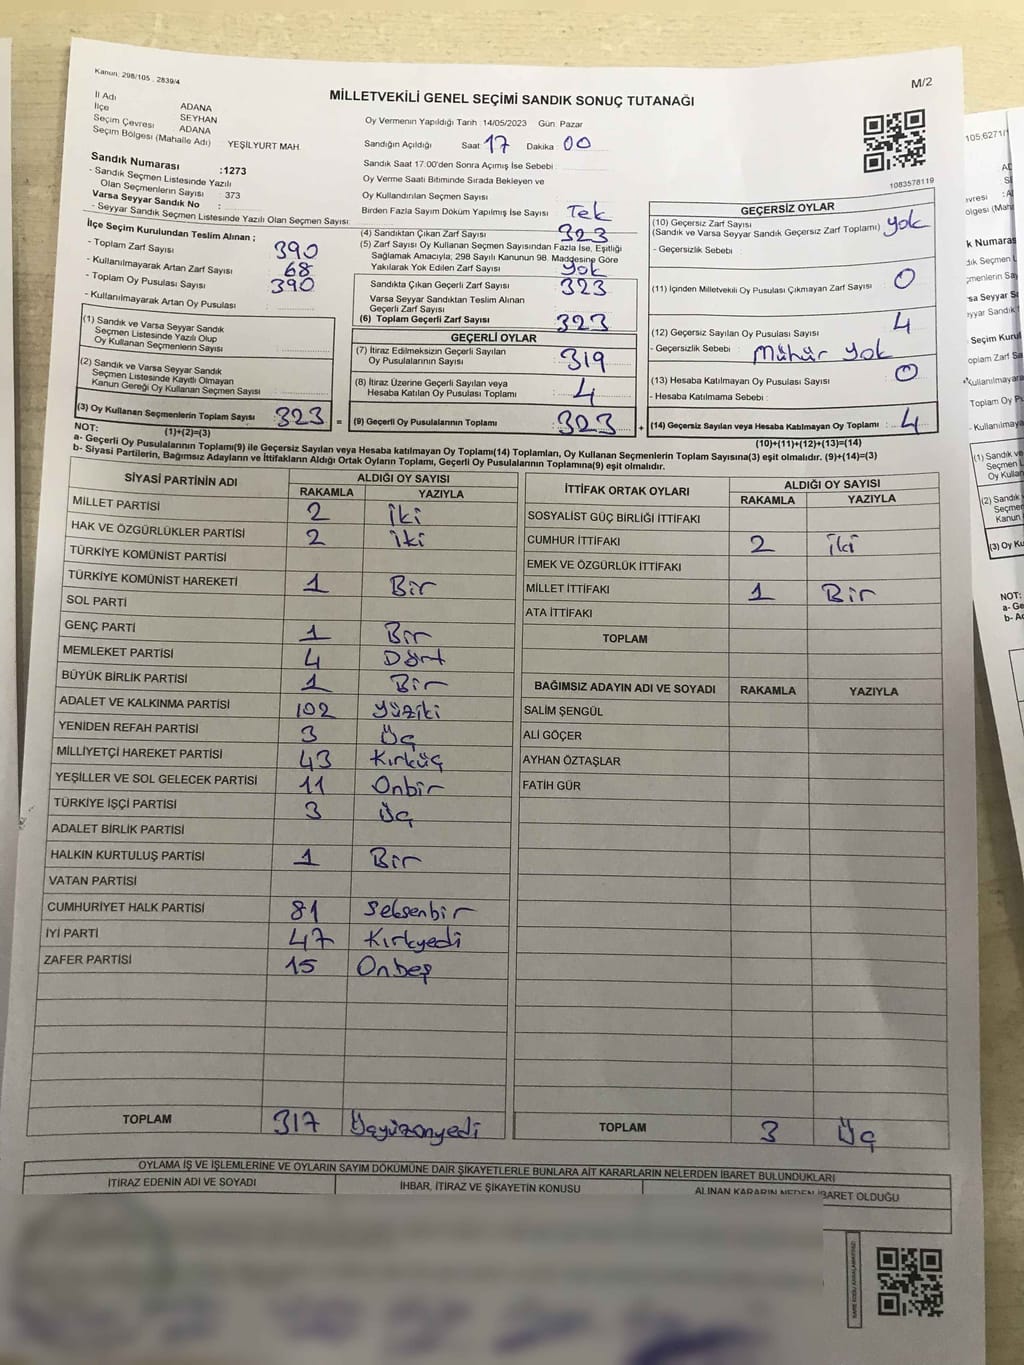 Kanun: 298/105 , 2839/4
M/2
MİLLETVEKİLİ GENEL SEÇİMİ SANDIK SONUÇ TUTANAĞI
İl Adı ADANA
İlçe SEYHAN
Seçim Çevresi ADANA
Seçim Bölgesi (Mahalle Adı) YEŞİLYURT MAH.
Sandık Numarası :1273
- Sandık Seçmen Listesinde Yazılı
Olan Seçmenlerin Sayısı : 373
Varsa Seyyar Sandık No :
- Seyyar Sandık Seçmen Listesinde Yazılı Olan Seçmen Sayısı:
Oy Vermenin Yapıldığı Tarih :14/05/2023 Gün: Pazar
Sandığın Açıldığı Saat 17 Dakika 00
Sandık Saat 17:00'den Sonra Açımış İse Sebebi :
Oy Verme Saati Bitiminde Sırada Bekleyen ve
Oy Kullandırılan Seçmen Sayısı
Birden Fazla Sayım Döküm Yapılmış İse Sayısı Tek
1083578119
İlçe Seçim Kurulundan Teslim Alınan ;
- Toplam Zarf Sayısı 390
- Kullanılmayarak Artan Zarf Sayısı 68
- Toplam Oy Pusulası Sayısı 390
- Kullanılmayarak Artan Oy Pusulası
(1) Sandık ve Varsa Seyyar Sandık
Seçmen Listesinde Yazılı Olup
Oy Kullanan Seçmenlerin Sayısı
(2) Sandık ve Varsa Seyyar Sandık
Seçmen Listesinde Kayıtlı Olmayan
Kanun Gereği Oy Kullanan Seçmen Sayısı
(3) Oy Kullanan Seçmenlerin Toplam Sayısı : 323 =
(1)+(2)=(3)
(4) Sandıktan Çıkan Zarf Sayısı 323
(5) Zarf Sayısı Oy Kullanan Seçmen Sayısından Fazla İse, Eşitliği
Sağlamak Amacıyla, 298 Sayılı Kanunun 98. Maddesine Göre
Yakılarak Yok Edilen Zarf Sayısı yok
Sandıkta Çıkan Geçerli Zarf Sayısı 323
Varsa Seyyar Sandıktan Teslim Alınan
Geçerli Zarf Sayısı
(6) Toplam Geçerli Zarf Sayısı 323
GEÇERLİ OYLAR
(7) İtiraz Edilmeksizin Geçerli Sayılan
Oy Pusulalarının Sayısı 319
(8) İtiraz Üzerine Geçerli Sayılan veya
Hesaba Katılan Oy Pusulası Toplamı 4
(9) Geçerli Oy Pusulalarının Toplamı : 323 +
GEÇERSİZ OYLAR
(10) Geçersiz Zarf Sayısı
(Sandık ve Varsa Seyyar Sandık Geçersiz Zarf Toplamı) yok
- Geçersizlik Sebebi :
(11) İçinden Milletvekili Oy Pusulası Çıkmayan Zarf Sayısı 0
(12) Geçersiz Sayılan Oy Pusulası Sayısı 4
- Geçersizlik Sebebi : Mühür yok
(13) Hesaba Katılmayan Oy Pusulası Sayısı 0
- Hesaba Katılmama Sebebi :
(14) Geçersiz Sayılan veya Hesaba Katılmayan Oy Toplamı : 4
(10)+(11)+(12)+(13)=(14)
NOT:
a- Geçerli Oy Pusulalarının Toplamı(9) ile Geçersiz Sayılan veya Hesaba katılmayan Oy Toplamı(14) Toplamları, Oy Kullanan Seçmenlerin Toplam Sayısına(3) eşit olmalıdır. (9)+(14)=(3)
b- Siyasi Partilerin, Bağımsız Adayların ve İttifakların Aldığı Ortak Oyların Toplamı, Geçerli Oy Pusulalarının Toplamına(9) eşit olmalıdır.
SİYASİ PARTİNİN ADI ALDIĞI OY SAYISI
RAKAMLA YAZIYLA
MİLLET PARTİSİ 2 İki
HAK VE ÖZGÜRLÜKLER PARTİSİ 2 İki
TÜRKİYE KOMÜNİST PARTİSİ
TÜRKİYE KOMÜNİST HAREKETİ 1 Bir
SOL PARTİ
GENÇ PARTİ 1 Bir
MEMLEKET PARTİSİ 4 Dört
BÜYÜK BİRLİK PARTİSİ 1 Bir
ADALET VE KALKINMA PARTİSİ 102 yüziki
YENİDEN REFAH PARTİSİ 3 Üç
MİLLİYETÇİ HAREKET PARTİSİ 43 Kırküç
YEŞİLLER VE SOL GELECEK PARTİSİ 11 Onbir
TÜRKİYE İŞÇİ PARTİSİ 3 Üç
ADALET BİRLİK PARTİSİ
HALKIN KURTULUŞ PARTİSİ 1 Bir
VATAN PARTİSİ
CUMHURİYET HALK PARTİSİ 81 Seksenbir
İYİ PARTİ 47 Kırkyedi
ZAFER PARTİSİ 15 Onbeş
TOPLAM 317 Üçyüzonyedi
İTTİFAK ORTAK OYLARI ALDIĞI OY SAYISI
RAKAMLA YAZIYLA
SOSYALİST GÜÇ BİRLİĞİ İTTİFAKI
CUMHUR İTTİFAKI 2 İki
EMEK VE ÖZGÜRLÜK İTTİFAKI
MİLLET İTTİFAKI 1 Bir
ATA İTTİFAKI
TOPLAM
BAĞIMSIZ ADAYIN ADI VE SOYADI RAKAMLA YAZIYLA
SALİM ŞENGÜL
ALİ GÖÇER
AYHAN ÖZTAŞLAR
FATİH GÜR
TOPLAM 3 Üç
OYLAMA İŞ VE İŞLEMLERİNE VE OYLARIN SAYIM DÖKÜMÜNE DAİR ŞİKAYETLERLE BUNLARA AİT KARARLARIN NELERDEN İBARET BULUNDUKLARI
İTİRAZ EDENİN ADI VE SOYADI İHBAR, İTİRAZ VE ŞİKAYETİN KONUSU ALINAN KARARIN NEDEN İBARET OLDUĞU